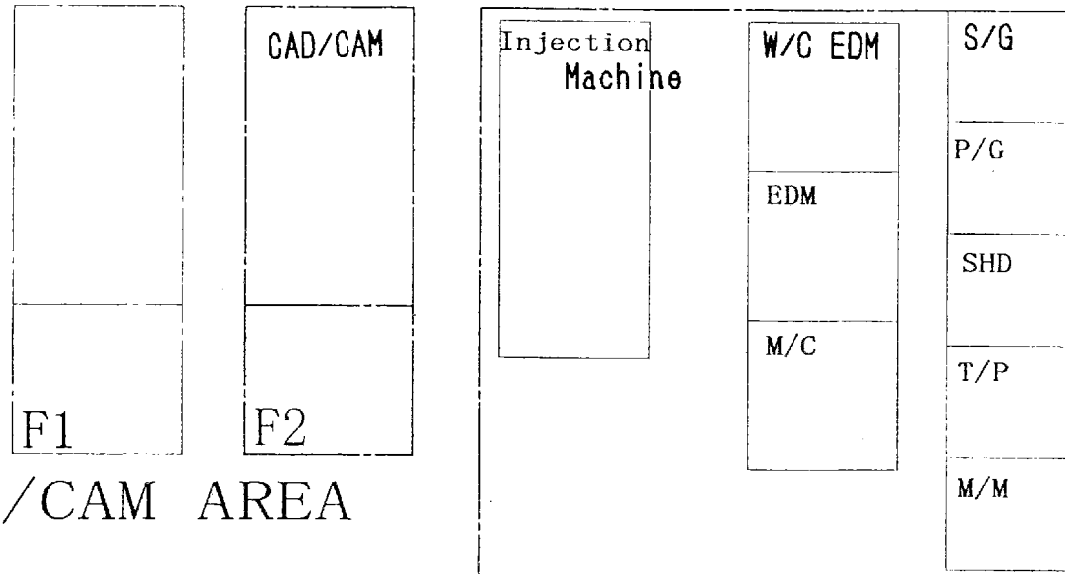 CAD/CAM
F1
F2
/CAM AREA
Injection
Machine
W/C EDM
EDM
M/C
S/G
P/G
SHD
T/P
M/M